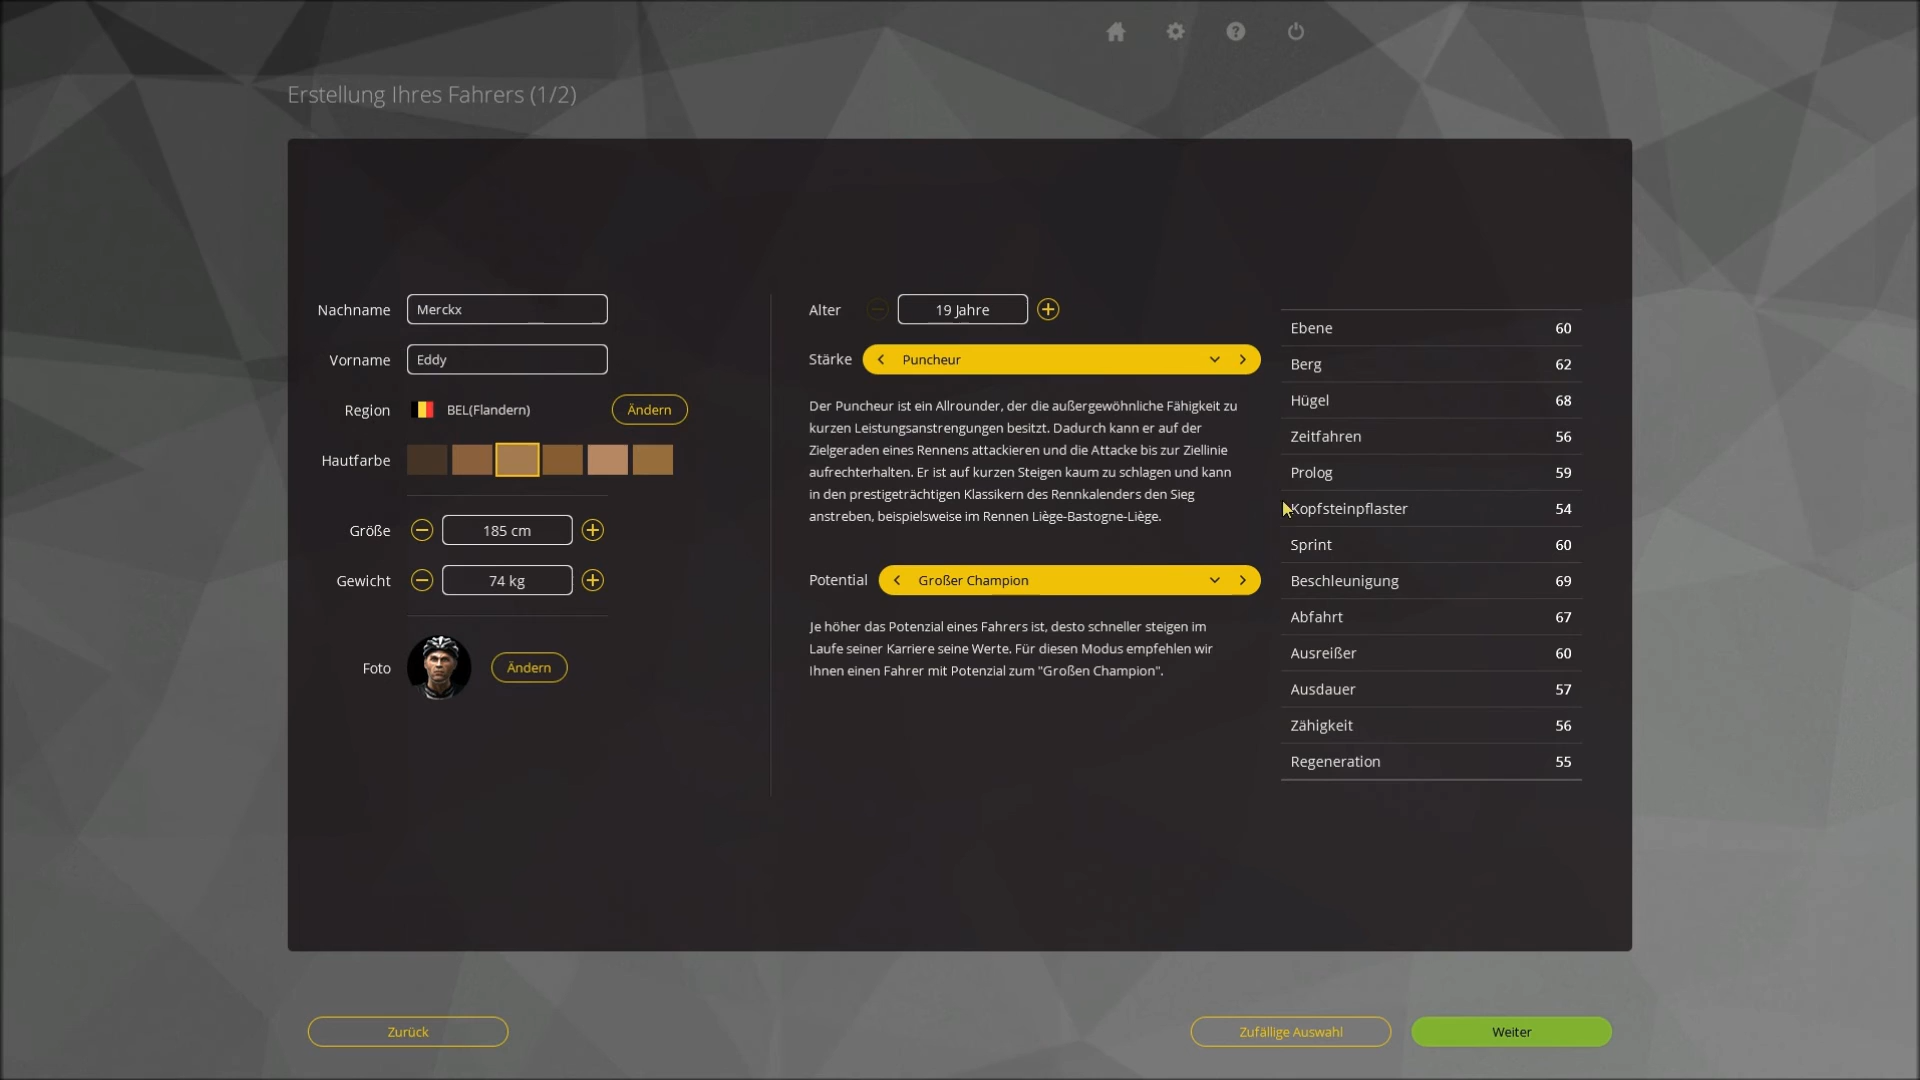 Erstellung Ihres Fahrers (1/2)
Nachname Merckx
Vorname Eddy
Region BEL(Flandern) Ändern
Hautfarbe
Größe 185 cm
Gewicht 74 kg
Foto Ändern
Alter 19 Jahre
Stärke Puncheur
Der Puncheur ist ein Allrounder, der die außergewöhnliche Fähigkeit zu
kurzen Leistungsanstrengungen besitzt. Dadurch kann er auf der
Zielgeraden eines Rennens attackieren und die Attacke bis zur Ziellinie
aufrechterhalten. Er ist auf kurzen Steigen kaum zu schlagen und kann
in den prestigeträchtigen Klassikern des Rennkalenders den Sieg
anstreben, beispielsweise im Rennen Liège-Bastogne-Liège.
Potential Großer Champion
Je höher das Potenzial eines Fahrers ist, desto schneller steigen im
Laufe seiner Karriere seine Werte. Für diesen Modus empfehlen wir
Ihnen einen Fahrer mit Potenzial zum "Großen Champion".
Ebene 60
Berg 62
Hügel 68
Zeitfahren 56
Prolog 59
Kopfsteinpflaster 54
Sprint 60
Beschleunigung 69
Abfahrt 67
Ausreißer 60
Ausdauer 57
Zähigkeit 56
Regeneration 55
Zurück
Zufällige Auswahl
Weiter